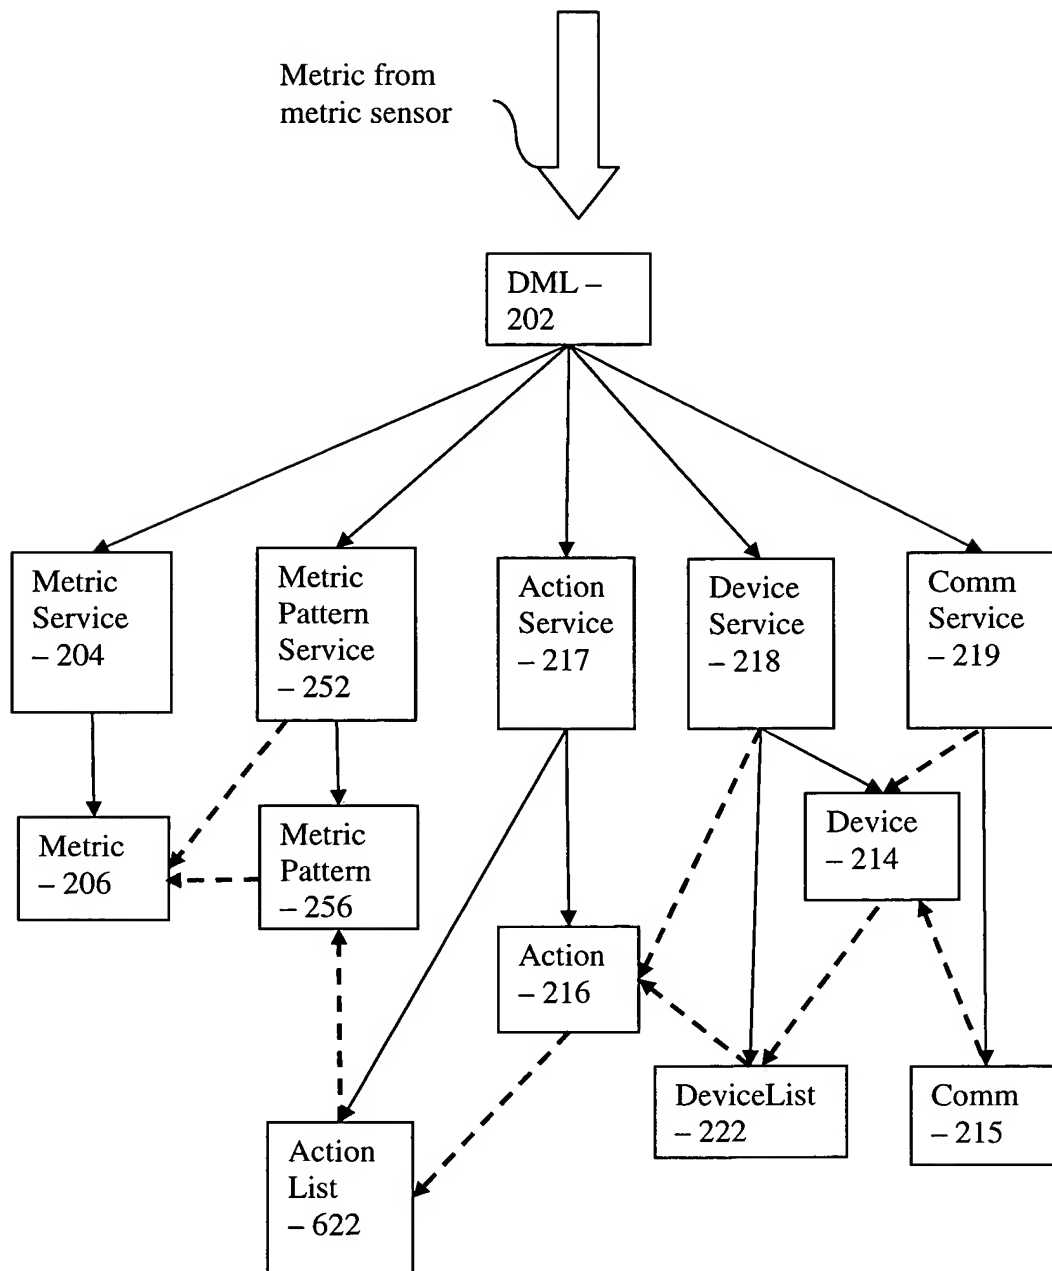 Metric from
metric sensor
DML –
202
Metric
Service
– 204
Metric
Pattern
Service
– 252
Action
Service
– 217
Device
Service
– 218
Comm
Service
– 219
Metric
– 206
Metric
Pattern
– 256
Device
– 214
Action
– 216
DeviceList
– 222
Comm
– 215
Action
List
– 622